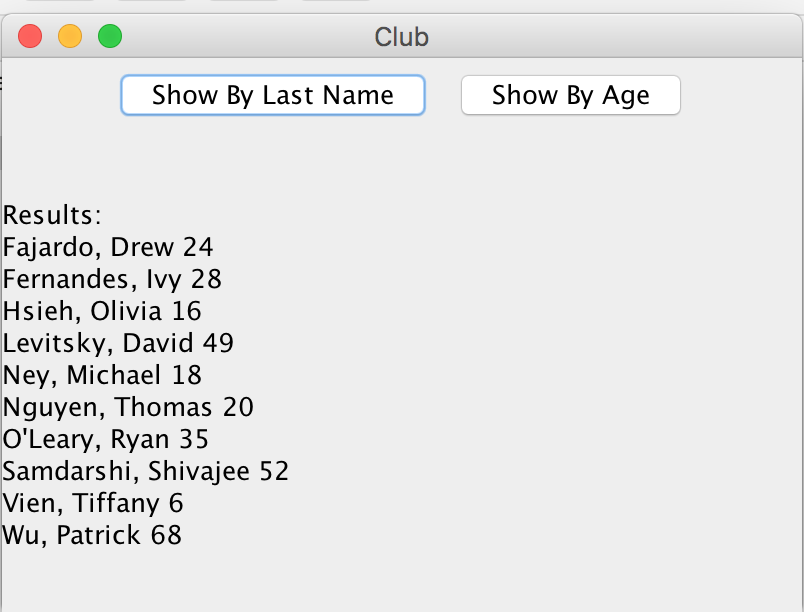 Club
Show By Last Name Show By Age
Results:
Fajardo, Drew 24
Fernandes, Ivy 28
Hsieh, Olivia 16
Levitsky, David 49
Ney, Michael 18
Nguyen, Thomas 20
O'Leary, Ryan 35
Samdarshi, Shivajee 52
Vien, Tiffany 6
Wu, Patrick 68